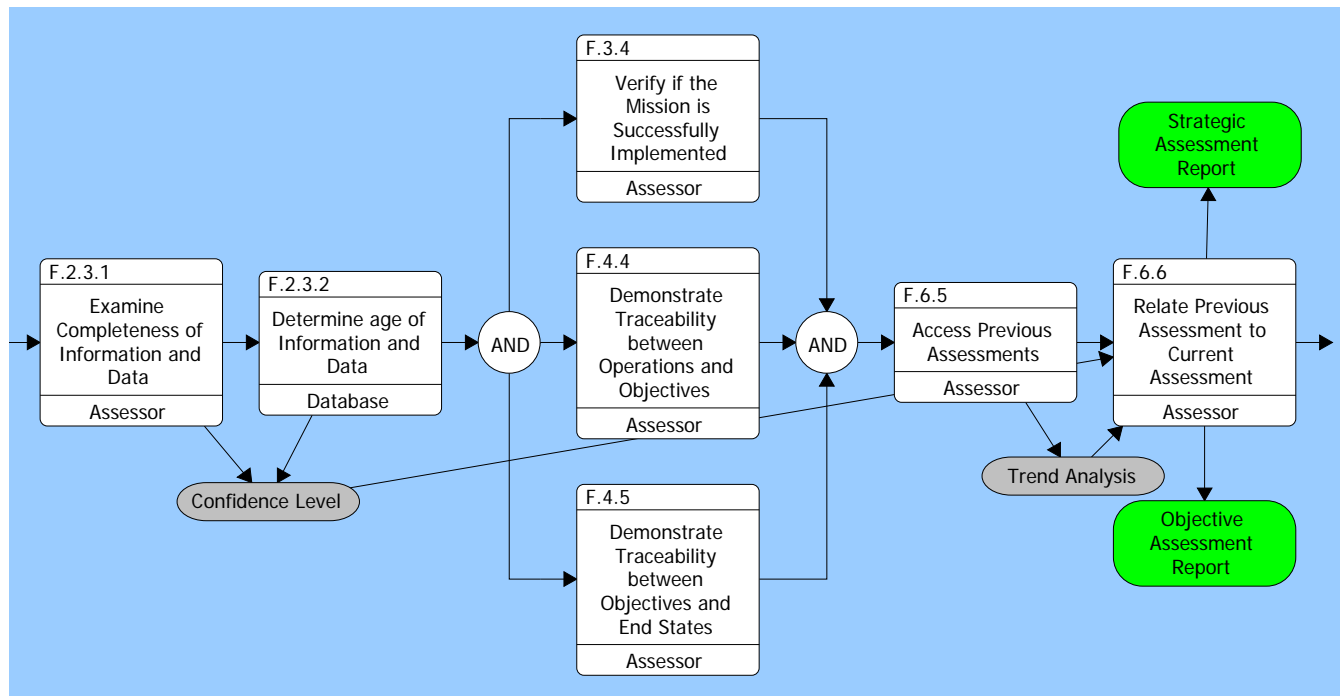 F.2.3.1
Examine
Completeness of
Information and
Data
Assessor
F.2.3.2
Determine age of
Information and
Data
Database
Confidence Level
AND
F.3.4
Verify if the
Mission is
Successfully
Implemented
Assessor
F.4.4
Demonstrate
Traceability
between
Operations and
Objectives
Assessor
F.4.5
Demonstrate
Traceability
between
Objectives and
End States
Assessor
AND
F.6.5
Access Previous
Assessments
Assessor
Trend Analysis
Strategic
Assessment
Report
F.6.6
Relate Previous
Assessment to
Current
Assessment
Assessor
Objective
Assessment
Report